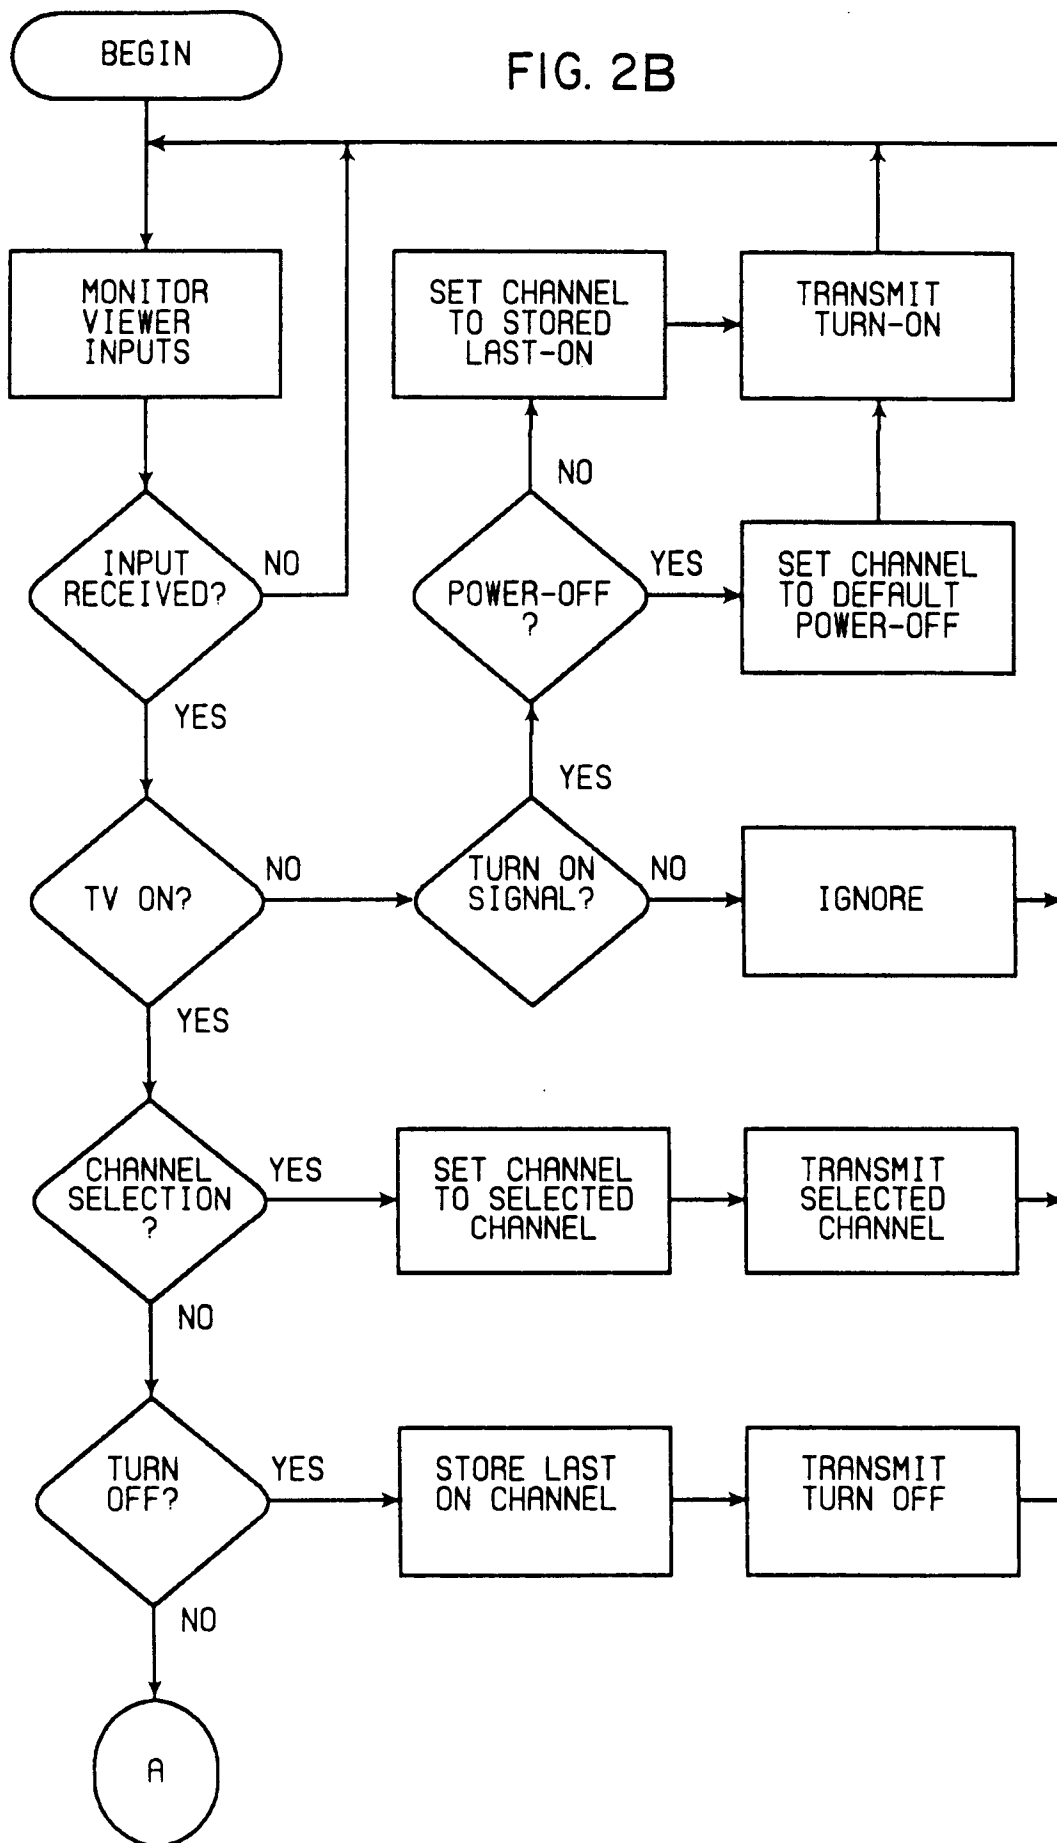 BEGIN
FIG. 2B
MONITOR
VIEWER
INPUTS
SET CHANNEL
TO STORED
LAST-ON
TRANSMIT
TURN-ON
NO
INPUT
RECEIVED?
NO
POWER-OFF
?
YES
SET CHANNEL
TO DEFAULT
POWER-OFF
YES
YES
TV ON?
NO
TURN ON
SIGNAL?
NO
IGNORE
YES
CHANNEL
SELECTION
?
YES
SET CHANNEL
TO SELECTED
CHANNEL
TRANSMIT
SELECTED
CHANNEL
NO
TURN
OFF?
YES
STORE LAST
ON CHANNEL
TRANSMIT
TURN OFF
NO
A